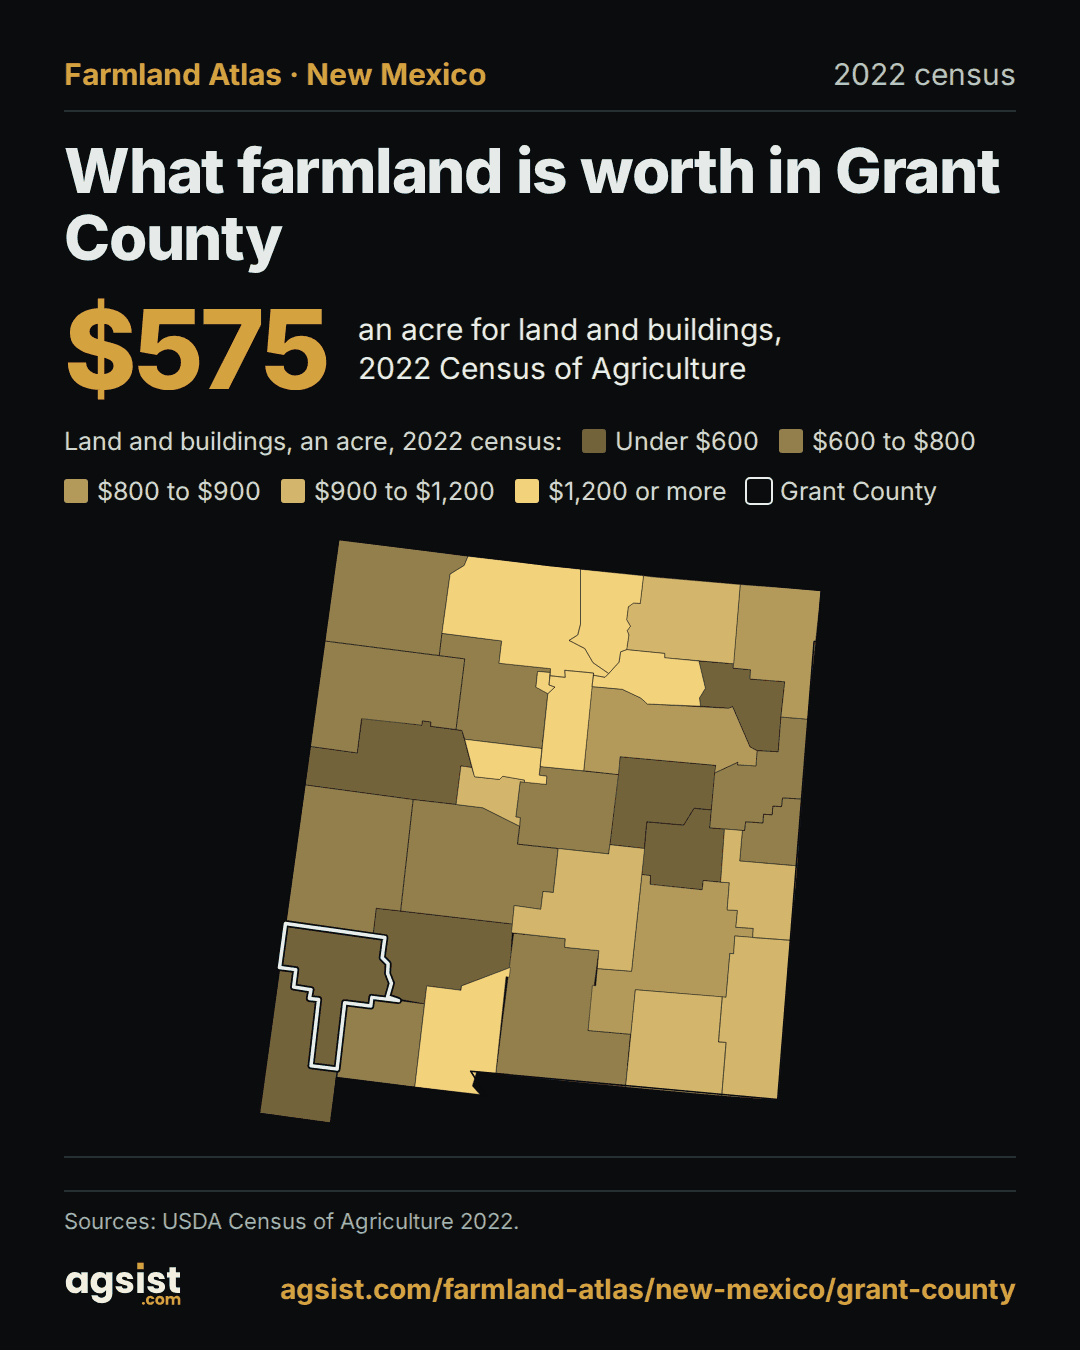 Farmland Atlas · New Mexico
2022 census
What farmland is worth in Grant
County
$575
an acre for land and buildings,
2022 Census of Agriculture
Land and buildings, an acre, 2022 census: Under $600 $600 to $800
$800 to $900 $900 to $1,200 $1,200 or more Grant County
Sources: USDA Census of Agriculture 2022.
agsist
.com
agsist.com/farmland-atlas/new-mexico/grant-county